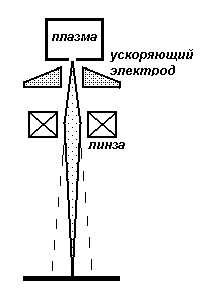 плазма
ускоряющий
электрод
линза